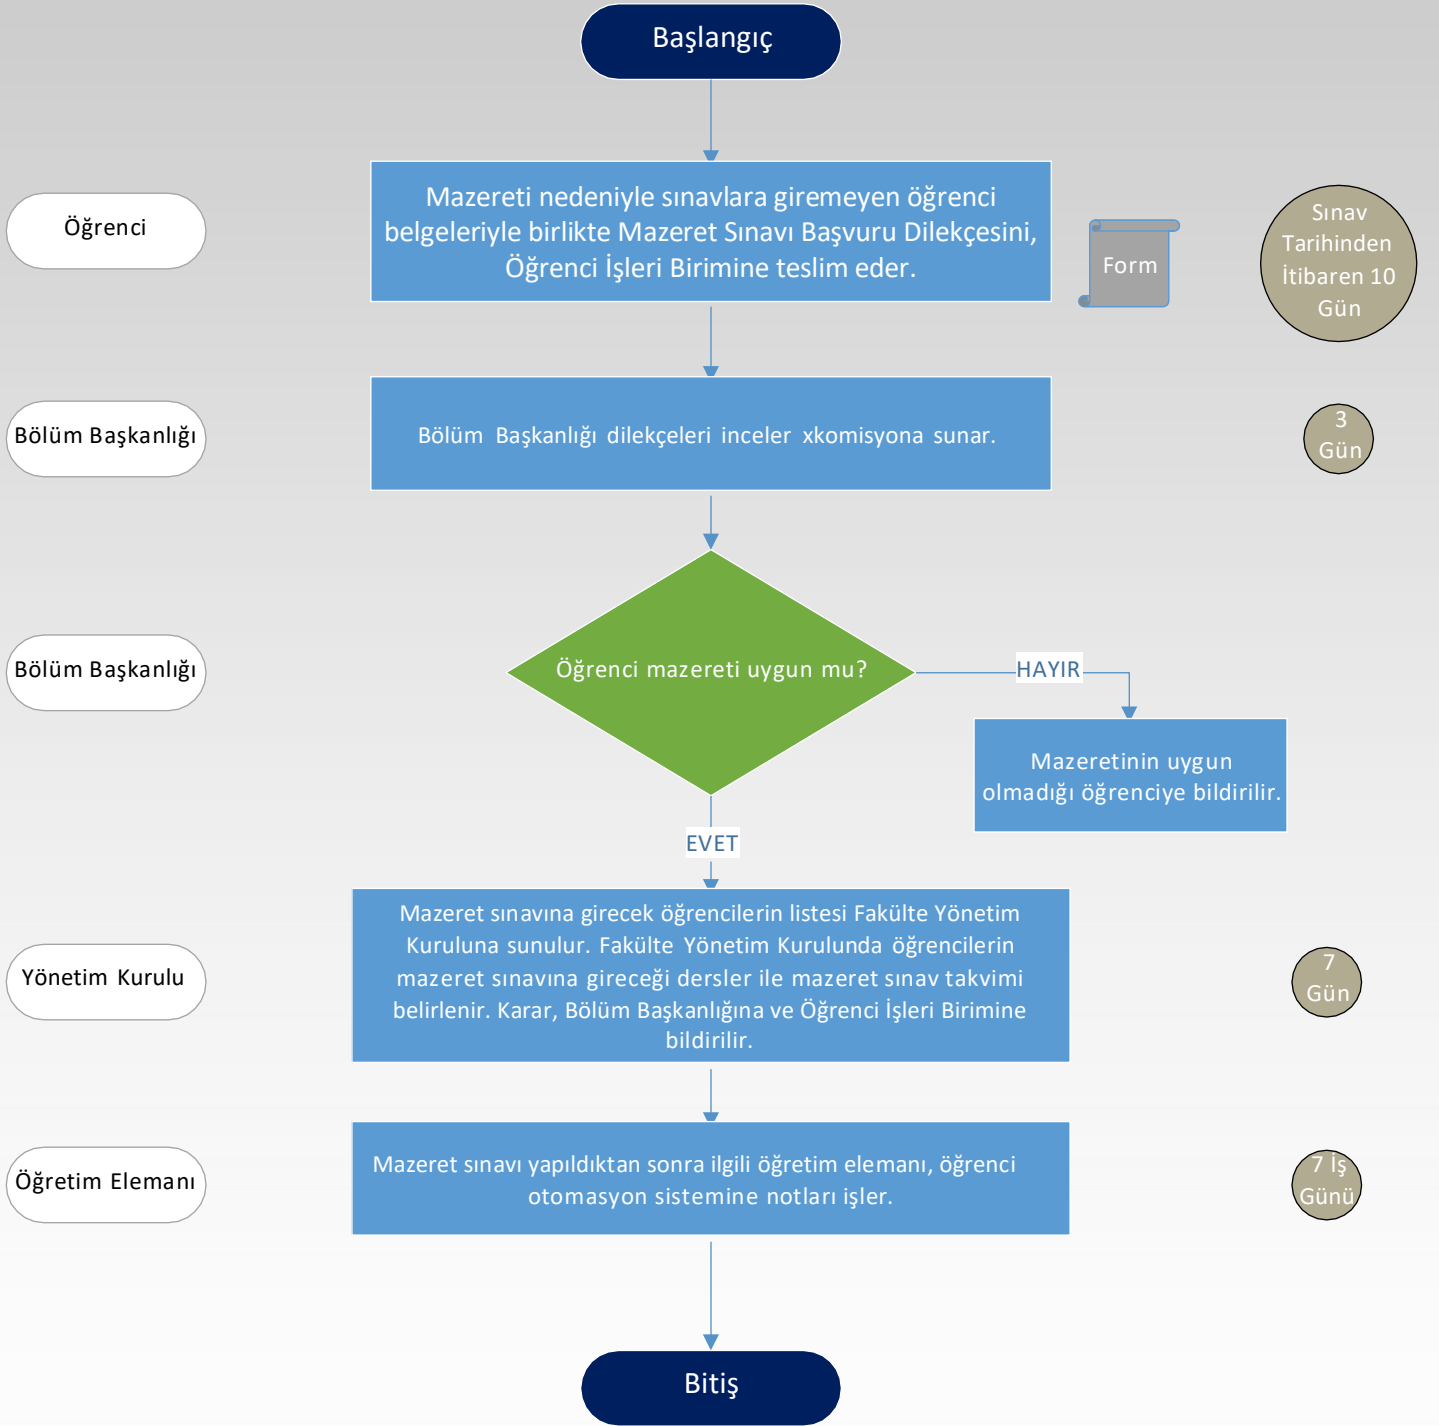 Başlangıç
Öğrenci
Mazereti nedeniyle sınavlara giremeyen öğrenci
belgeleriyle birlikte Mazeret Sınavı Başvuru Dilekçesini,
Öğrenci İşleri Birimine teslim eder.
Form
Sınav
Tarihinden
İtibaren 10
Gün
Bölüm Başkanlığı
Bölüm Başkanlığı dilekçeleri inceler xkomisyona sunar.
3
Gün
Bölüm Başkanlığı
Öğrenci mazereti uygun mu?
HAYIR
Mazeretinin uygun
olmadığı öğrenciye bildirilir.
EVET
Yönetim Kurulu
Mazeret sınavına girecek öğrencilerin listesi Fakülte Yönetim
Kuruluna sunulur. Fakülte Yönetim Kurulunda öğrencilerin
mazeret sınavına gireceği dersler ile mazeret sınav takvimi
belirlenir. Karar, Bölüm Başkanlığına ve Öğrenci İşleri Birimine
bildirilir.
7
Gün
Öğretim Elemanı
Mazeret sınavı yapıldıktan sonra ilgili öğretim elemanı, öğrenci
otomasyon sistemine notları işler.
7 İş
Günü
Bitiş